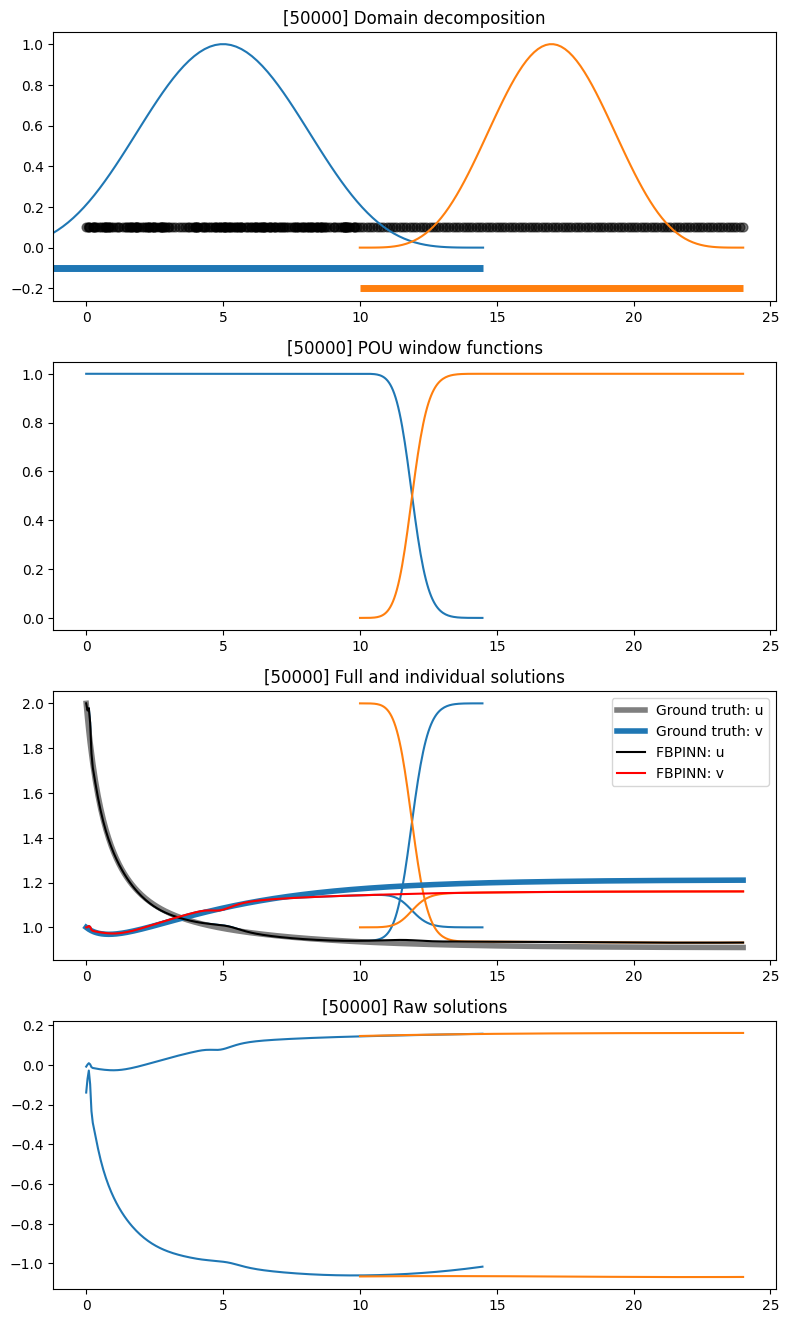 [50000] Domain decomposition
1.0
0.8
0.6
0.4
0.2
0.0
−0.2
0 5 10 15 20 25
[50000] POU window functions
1.0
0.8
0.6
0.4
0.2
0.0
0 5 10 15 20 25
[50000] Full and individual solutions
2.0
1.8
1.6
1.4
1.2
1.0
Ground truth: u
Ground truth: v
FBPINN: u
FBPINN: v
0 5 10 15 20 25
[50000] Raw solutions
0.2
0.0
−0.2
−0.4
−0.6
−0.8
−1.0
0 5 10 15 20 25